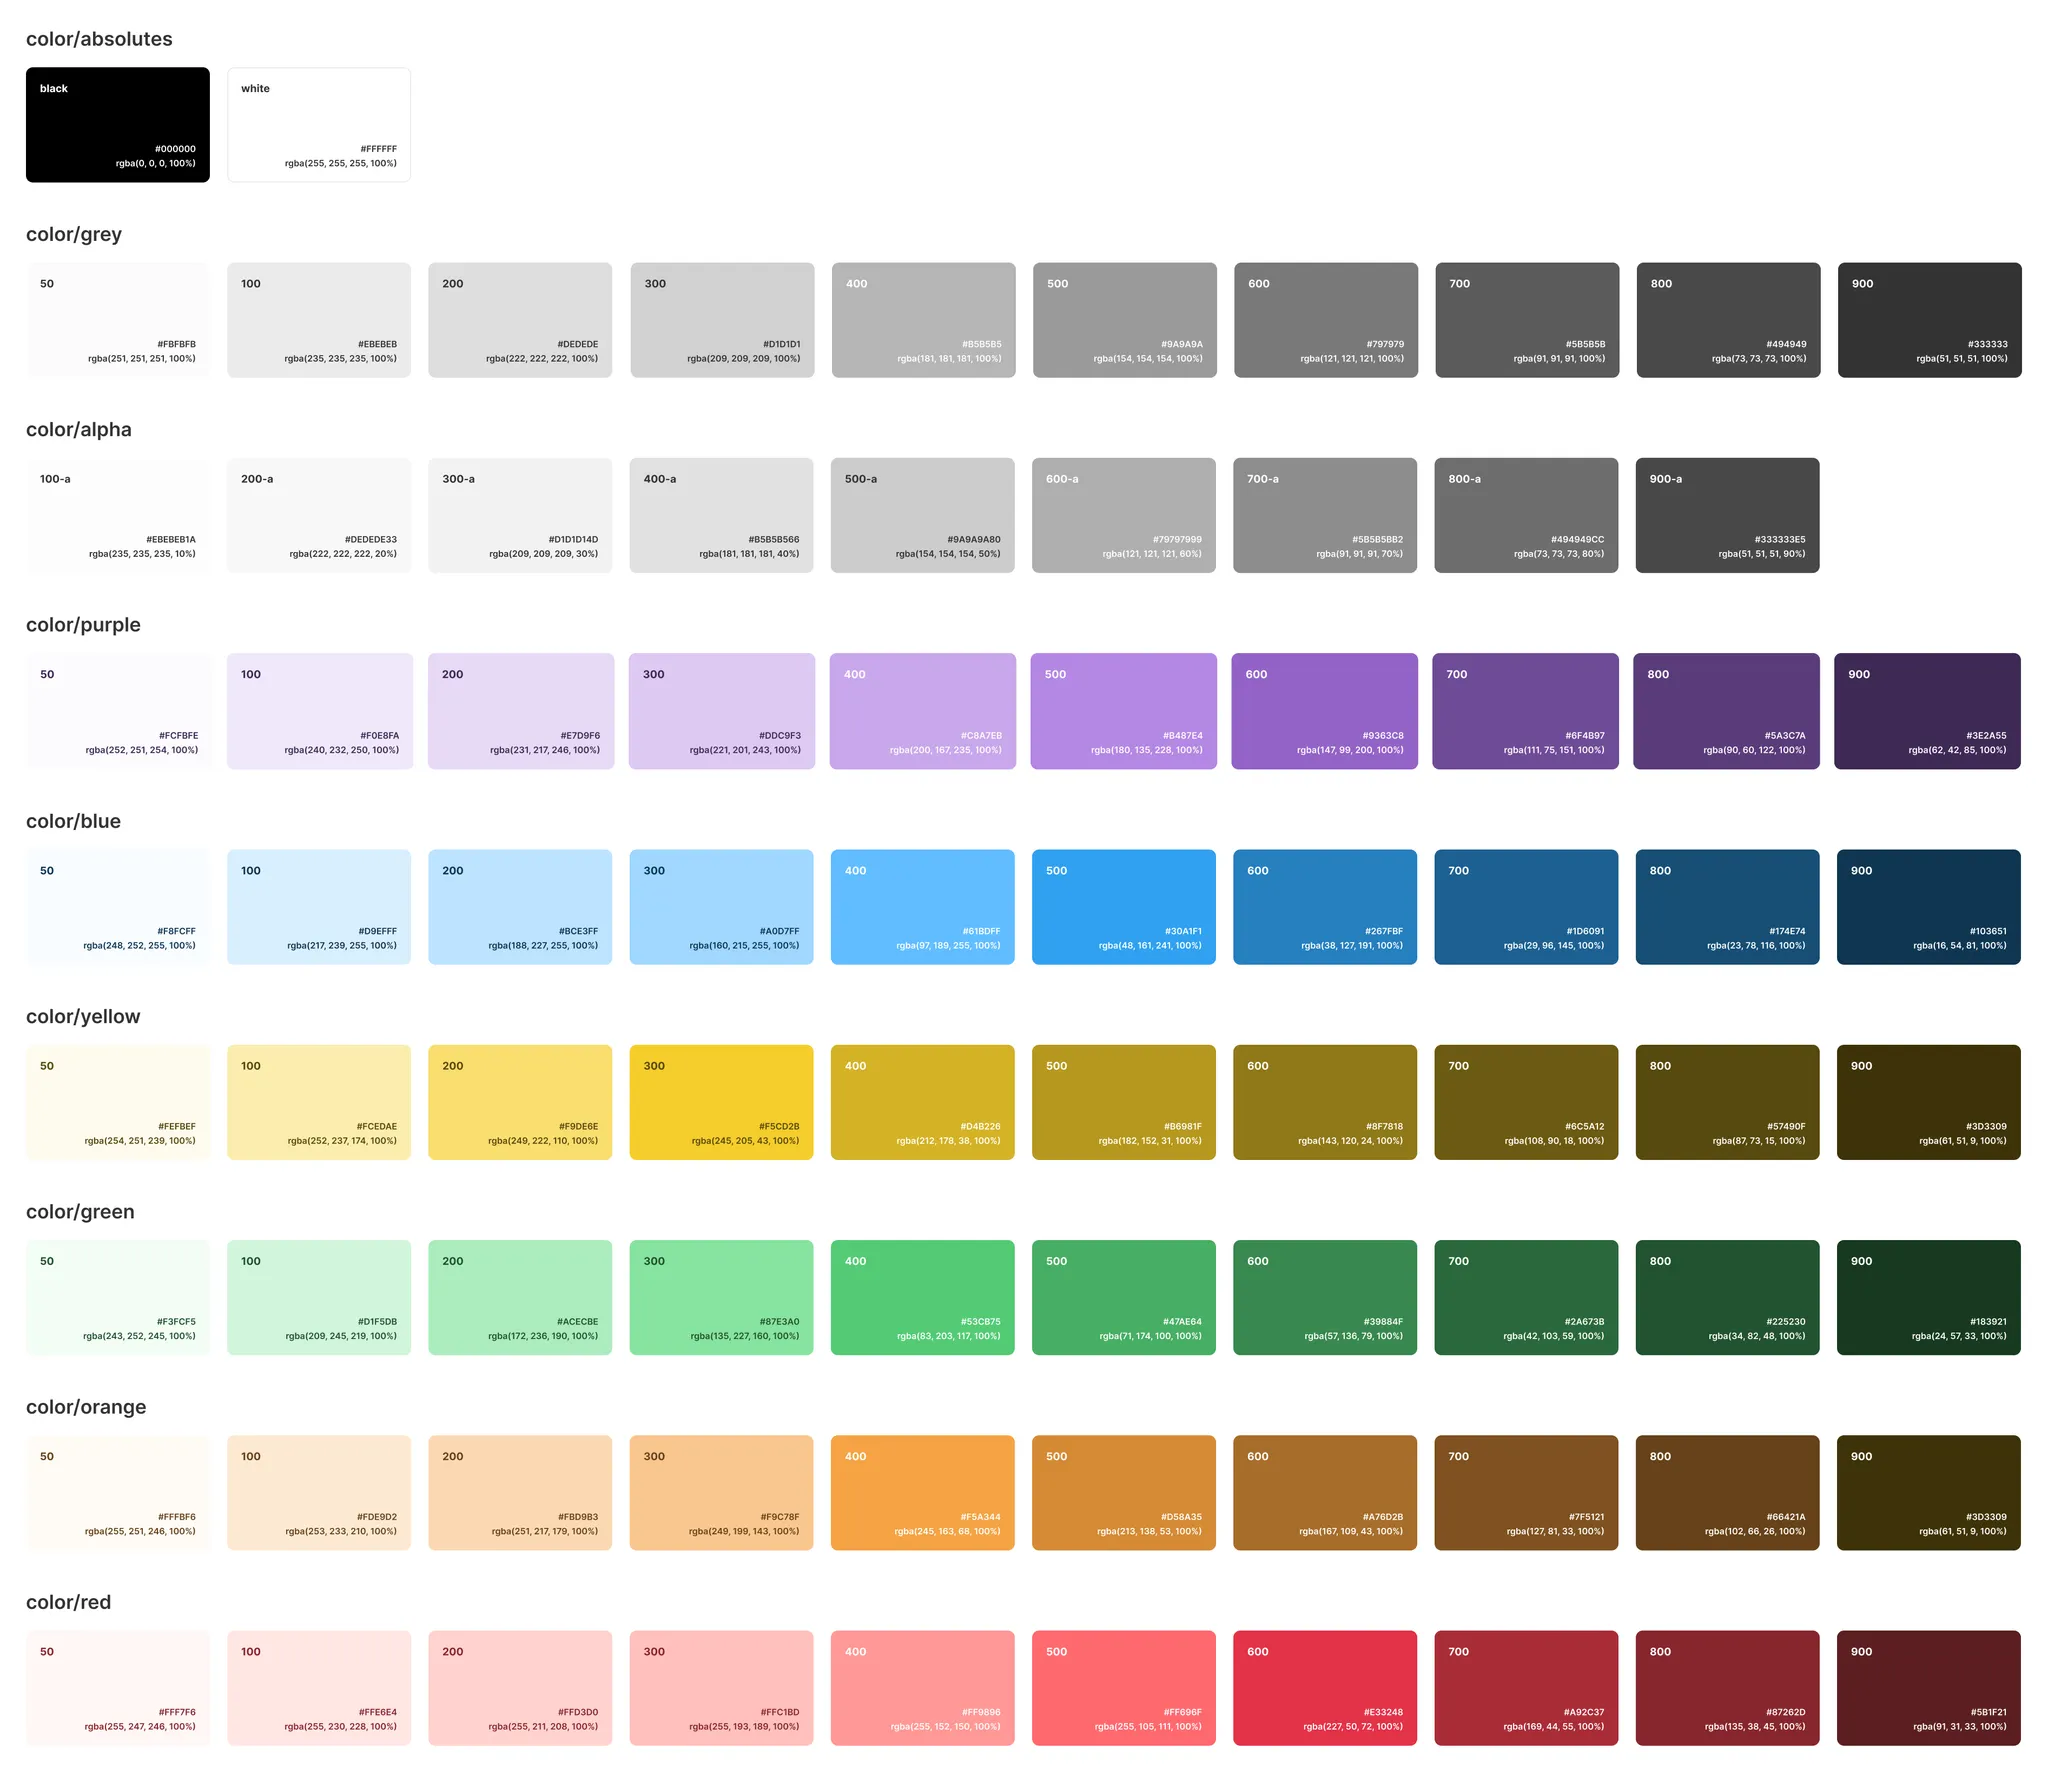 color/absolutes
black
#000000
rgba(0, 0, 0, 100%)
white
#FFFFFF
rgba(255, 255, 255, 100%)
color/grey
50
#FBFBFB
rgba(251, 251, 251, 100%)
100
#EBEBEB
rgba(235, 235, 235, 100%)
200
#DEDEDE
rgba(222, 222, 222, 100%)
300
#D1D1D1
rgba(209, 209, 209, 100%)
400
#B5B5B5
rgba(181, 181, 181, 100%)
500
#9A9A9A
rgba(154, 154, 154, 100%)
600
#797979
rgba(121, 121, 121, 100%)
700
#5B5B5B
rgba(91, 91, 91, 100%)
800
#494949
rgba(73, 73, 73, 100%)
900
#333333
rgba(51, 51, 51, 100%)
color/alpha
100-a
#EBEBEB1A
rgba(235, 235, 235, 10%)
200-a
#DEDEDE33
rgba(222, 222, 222, 20%)
300-a
#D1D1D14D
rgba(209, 209, 209, 30%)
400-a
#B5B5B566
rgba(181, 181, 181, 40%)
500-a
#9A9A9A80
rgba(154, 154, 154, 50%)
600-a
#79797999
rgba(121, 121, 121, 60%)
700-a
#5B5B5BB2
rgba(91, 91, 91, 70%)
800-a
#494949CC
rgba(73, 73, 73, 80%)
900-a
#333333E5
rgba(51, 51, 51, 90%)
color/purple
50
#FCFBFE
rgba(252, 251, 254, 100%)
100
#F0E8FA
rgba(240, 232, 250, 100%)
200
#E7D9F6
rgba(231, 217, 246, 100%)
300
#DDC9F3
rgba(221, 201, 243, 100%)
400
#C8A7EB
rgba(200, 167, 235, 100%)
500
#B487E4
rgba(180, 135, 228, 100%)
600
#9363C8
rgba(147, 99, 200, 100%)
700
#6F4B97
rgba(111, 75, 151, 100%)
800
#5A3C7A
rgba(90, 60, 122, 100%)
900
#3E2A55
rgba(62, 42, 85, 100%)
color/blue
50
#F8FCFF
rgba(248, 252, 255, 100%)
100
#D9EFFF
rgba(217, 239, 255, 100%)
200
#BCE3FF
rgba(188, 227, 255, 100%)
300
#A0D7FF
rgba(160, 215, 255, 100%)
400
#61BDFF
rgba(97, 189, 255, 100%)
500
#30A1F1
rgba(48, 161, 241, 100%)
600
#267FBF
rgba(38, 127, 191, 100%)
700
#1D6091
rgba(29, 96, 145, 100%)
800
#174E74
rgba(23, 78, 116, 100%)
900
#103651
rgba(16, 54, 81, 100%)
color/yellow
50
#FEFBEF
rgba(254, 251, 239, 100%)
100
#FCEDAE
rgba(252, 237, 174, 100%)
200
#F9DE6E
rgba(249, 222, 110, 100%)
300
#F5CD2B
rgba(245, 205, 43, 100%)
400
#D4B226
rgba(212, 178, 38, 100%)
500
#B6981F
rgba(182, 152, 31, 100%)
600
#8F7818
rgba(143, 120, 24, 100%)
700
#6C5A12
rgba(108, 90, 18, 100%)
800
#57490F
rgba(87, 73, 15, 100%)
900
#3D3309
rgba(61, 51, 9, 100%)
color/green
50
#F3FCF5
rgba(243, 252, 245, 100%)
100
#D1F5DB
rgba(209, 245, 219, 100%)
200
#ACECBE
rgba(172, 236, 190, 100%)
300
#87E3A0
rgba(135, 227, 160, 100%)
400
#53CB75
rgba(83, 203, 117, 100%)
500
#47AE64
rgba(71, 174, 100, 100%)
600
#39884F
rgba(57, 136, 79, 100%)
700
#2A673B
rgba(42, 103, 59, 100%)
800
#225230
rgba(34, 82, 48, 100%)
900
#183921
rgba(24, 57, 33, 100%)
color/orange
50
#FFFBF6
rgba(255, 251, 246, 100%)
100
#FDE9D2
rgba(253, 233, 210, 100%)
200
#FBD9B3
rgba(251, 217, 179, 100%)
300
#F9C78F
rgba(249, 199, 143, 100%)
400
#F5A344
rgba(245, 163, 68, 100%)
500
#D58A35
rgba(213, 138, 53, 100%)
600
#A76D2B
rgba(167, 109, 43, 100%)
700
#7F5121
rgba(127, 81, 33, 100%)
800
#66421A
rgba(102, 66, 26, 100%)
900
#3D3309
rgba(61, 51, 9, 100%)
color/red
50
#FFF7F6
rgba(255, 247, 246, 100%)
100
#FFE6E4
rgba(255, 230, 228, 100%)
200
#FFD3D0
rgba(255, 211, 208, 100%)
300
#FFC1BD
rgba(255, 193, 189, 100%)
400
#FF9896
rgba(255, 152, 150, 100%)
500
#FF696F
rgba(255, 105, 111, 100%)
600
#E33248
rgba(227, 50, 72, 100%)
700
#A92C37
rgba(169, 44, 55, 100%)
800
#87262D
rgba(135, 38, 45, 100%)
900
#5B1F21
rgba(91, 31, 33, 100%)